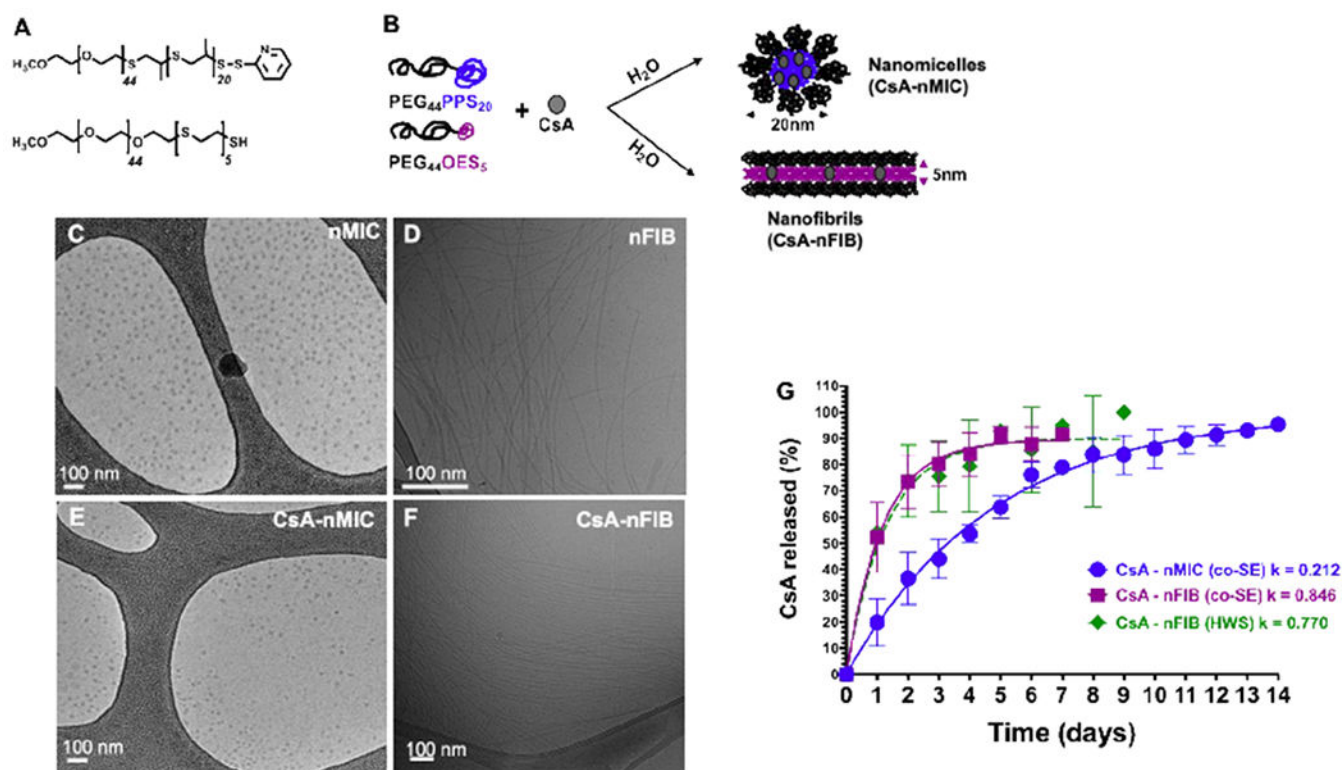 A
H₃CO
O
44
S
S
20
S-S
N
H₃CO
O
44
O
S
5
SH
B
PEG₄₄PPS₂₀
+
CsA
PEG₄₄OES₅
H₂O
H₂O
20nm
Nanomicelles
(CsA-nMIC)
5nm
Nanofibrils
(CsA-nFIB)
C
nMIC
100 nm
D
nFIB
100 nm
E
CsA-nMIC
100 nm
F
CsA-nFIB
100 nm
G
CsA released (%)
110
100
90
80
70
60
50
40
30
20
10
0
CsA - nMIC (co-SE) k = 0.212
CsA - nFIB (co-SE) k = 0.846
CsA - nFIB (HWS) k = 0.770
0 1 2 3 4 5 6 7 8 9 10 11 12 13 14
Time (days)